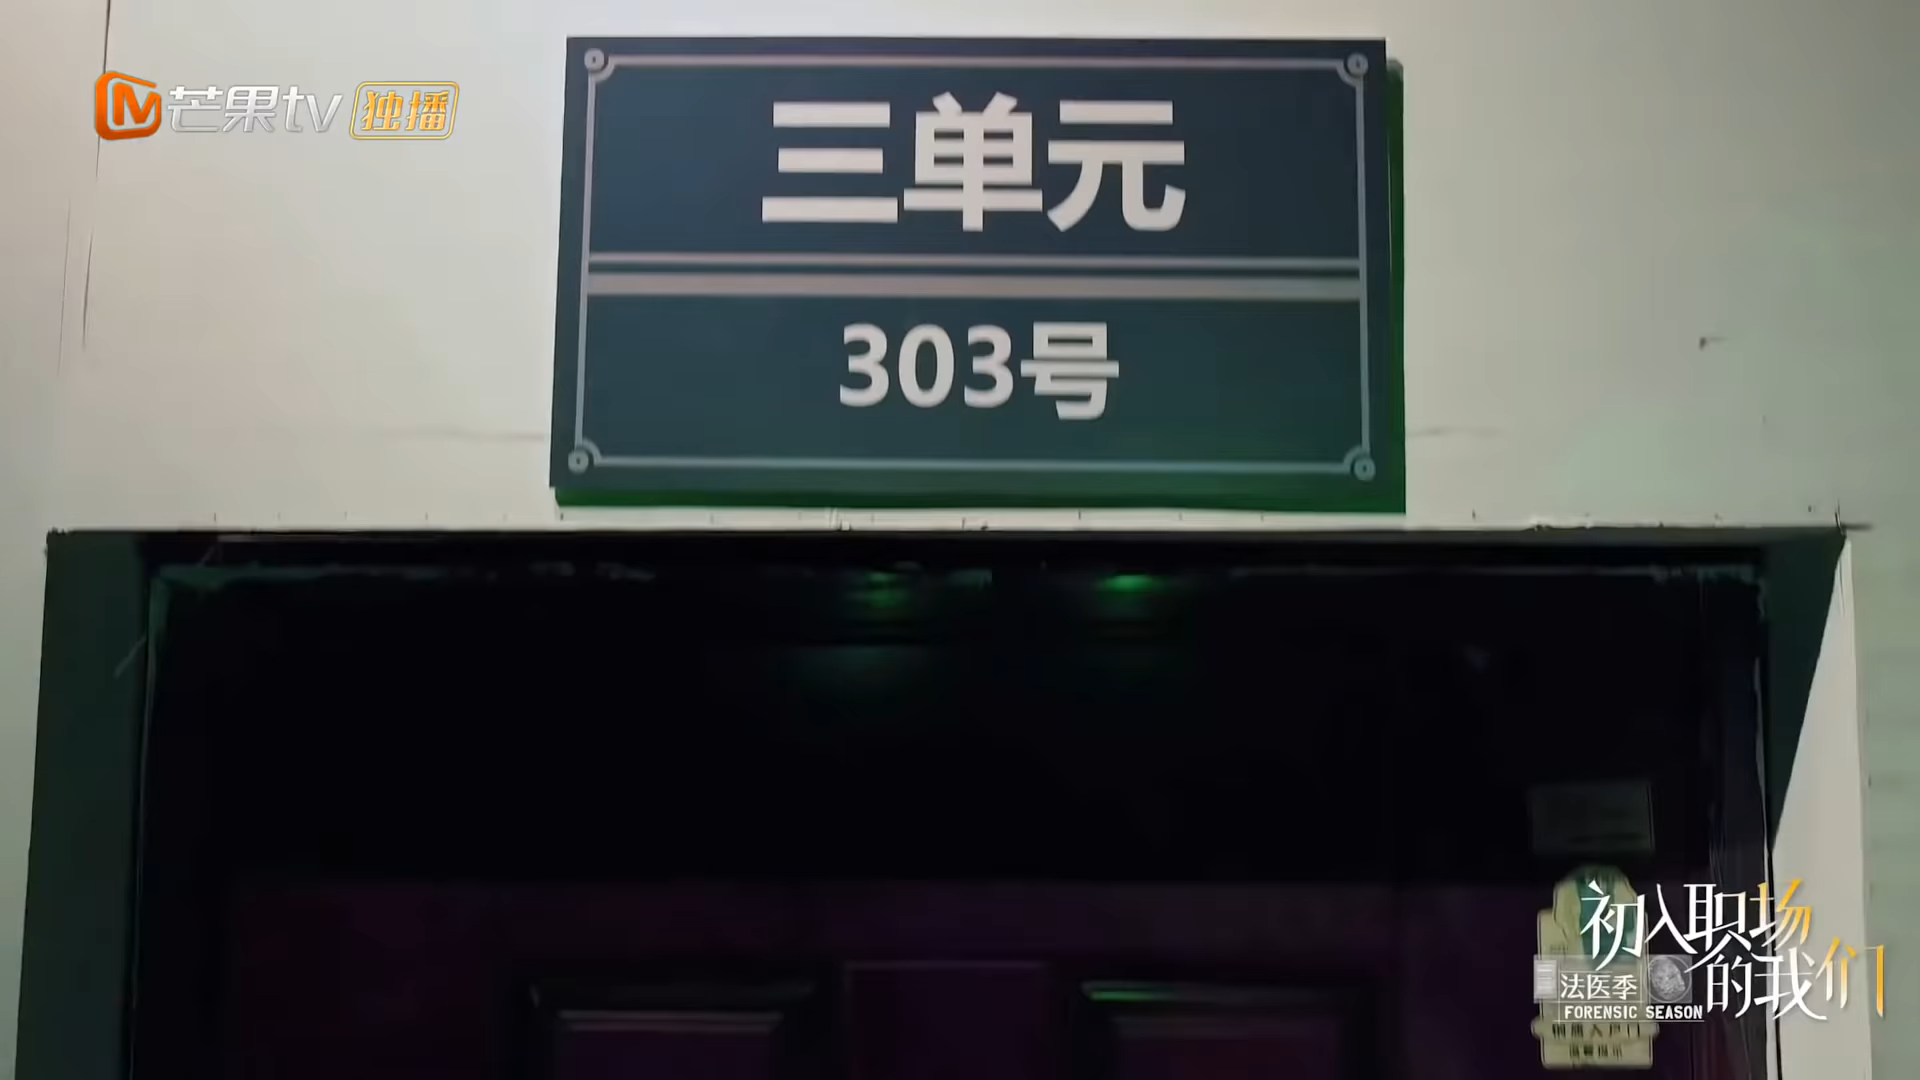 芒果tv 独播
三单元
303号
初入职场
的我们
法医季
FORENSIC SEASON